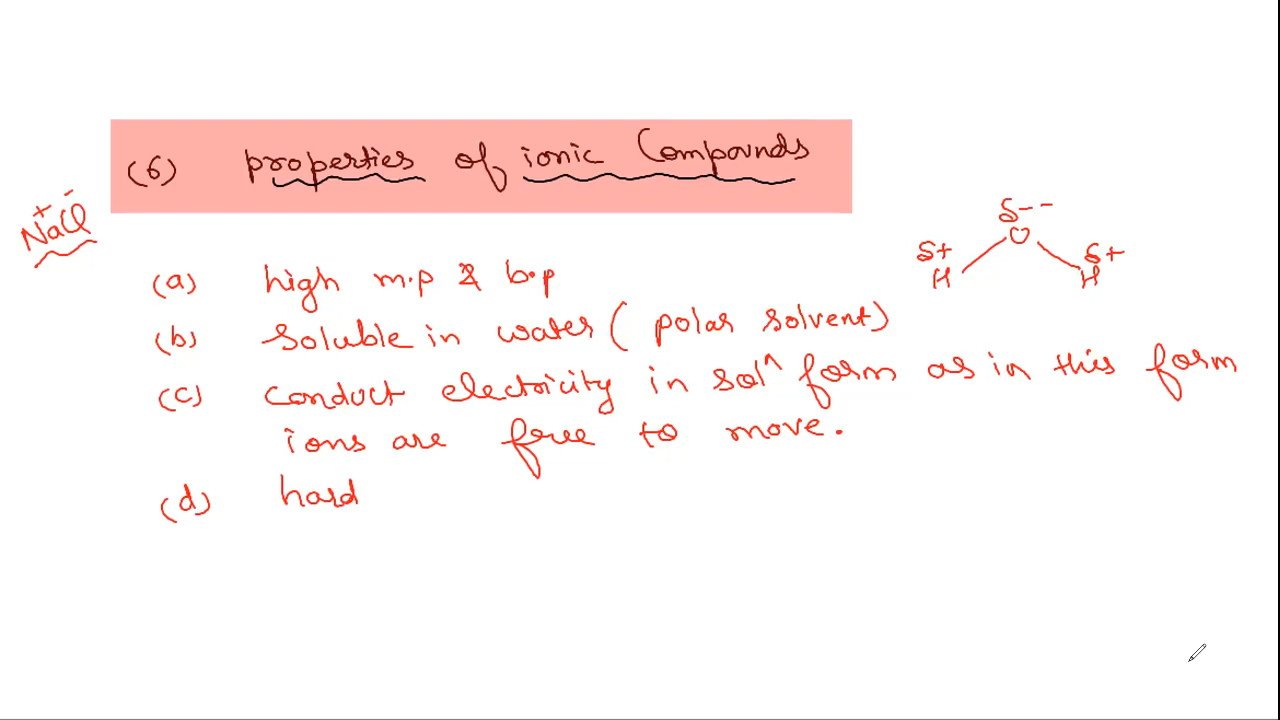 (6) properties of ionic Compounds
+ -
NaCl
δ--
O
δ+ δ+
H H
(a) high m.p & b.p
(b) Soluble in water ( polar solvent)
(c) Conduct electricity in sol^n form as in this form
ions are free to move.
(d) hard